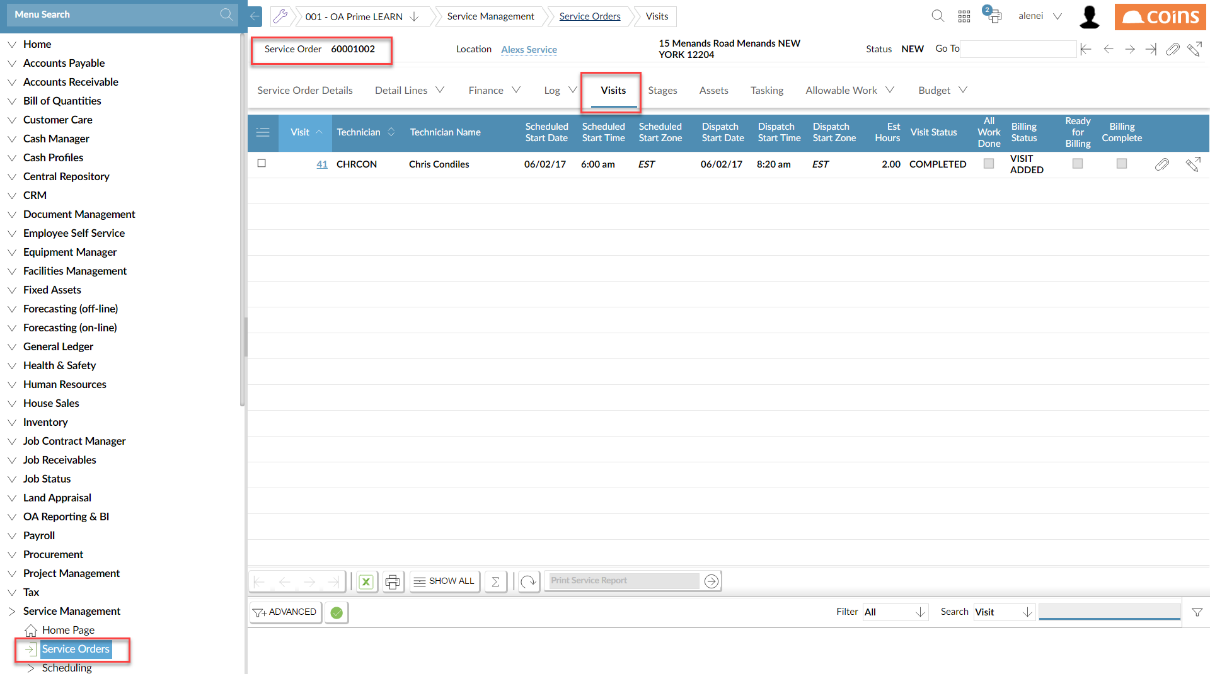 Menu Search
001 - OA Prime LEARN
Service Management
Service Orders
Visits
2
alenei
coins
Service Order 60001002
Location Alexs Service
15 Menands Road Menands NEW
YORK 12204
Status NEW Go To
Service Order Details
Detail Lines
Finance
Log
Visits
Stages
Assets
Tasking
Allowable Work
Budget
Visit
Technician
Technician Name
Scheduled
Start Date
Scheduled
Start Time
Scheduled
Start Zone
Dispatch
Start Date
Dispatch
Start Time
Dispatch
Start Zone
Est
Hours
Visit Status
All
Work
Done
Billing
Status
Ready
for
Billing
Billing
Complete
41 CHRCON Chris Condiles 06/02/17 6:00 am EST 06/02/17 8:20 am EST 2.00 COMPLETED
VISIT
ADDED
Home
Accounts Payable
Accounts Receivable
Bill of Quantities
Customer Care
Cash Manager
Cash Profiles
Central Repository
CRM
Document Management
Employee Self Service
Equipment Manager
Facilities Management
Fixed Assets
Forecasting (off-line)
Forecasting (on-line)
General Ledger
Health & Safety
Human Resources
House Sales
Inventory
Job Contract Manager
Job Receivables
Job Status
Land Appraisal
OA Reporting & BI
Payroll
Procurement
Project Management
Tax
Service Management
Home Page
Service Orders
Scheduling
X
SHOW ALL
Σ
Print Service Report
+ ADVANCED
Filter All
Search Visit